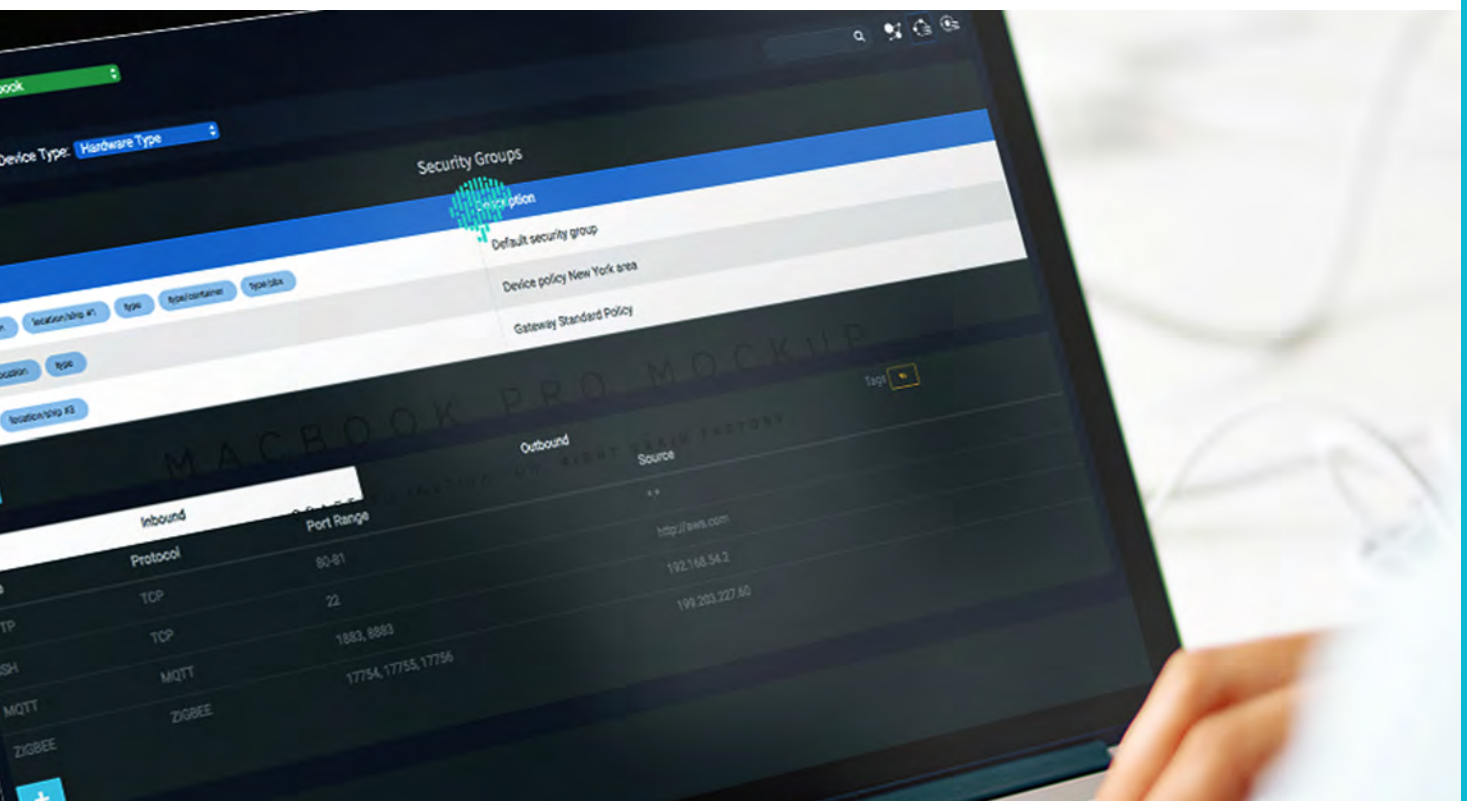 ook
Device Type: Hardware Type
Security Groups
ption
n location/ship #1 type type/container type/sbs
Default security group
ocation type
Device policy New York area
location/ship #3
Gateway Standard Policy
MACBOOK PRO MOCKUP
Tags
Inbound Outbound
Protocol Port Range Source
TP TCP 80-81 *.*
SH TCP 22 http://aws.com
MQTT MQTT 1883, 8883 192.168.54.2
ZIGBEE ZIGBEE 17754, 17755, 17756 199.203.227.60
+